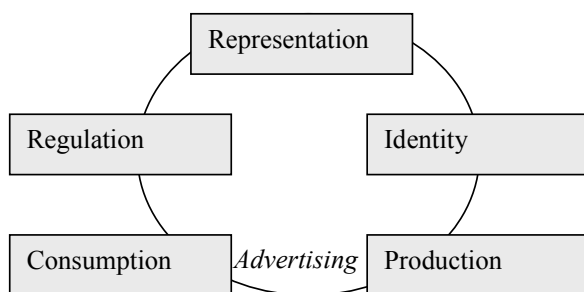 Representation
Regulation
Identity
Consumption
Advertising
Production